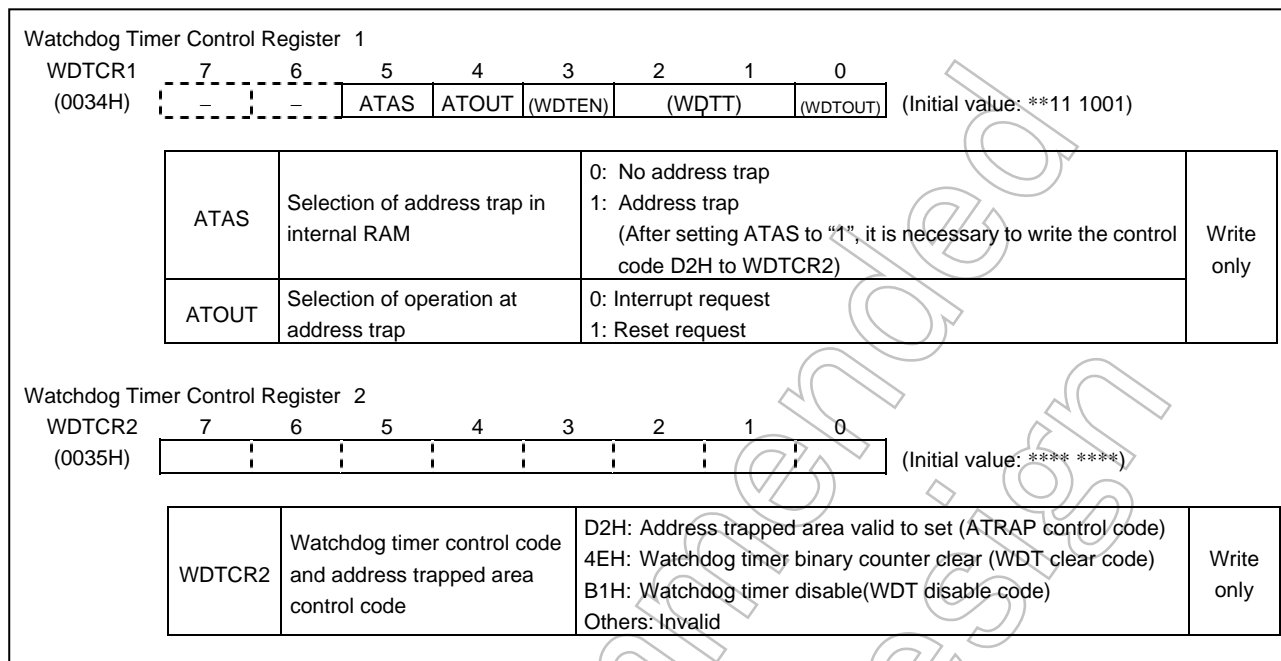 Watchdog Timer Control Register 1
WDTCR1 7 6 5 4 3 2 1 0
(0034H) – – ATAS ATOUT (WDTEN) (WDTT) (WDTOUT) (Initial value: **11 1001)
ATAS
Selection of address trap in
internal RAM
0: No address trap
1: Address trap
(After setting ATAS to “1”, it is necessary to write the control
code D2H to WDTCR2)
Write
only
ATOUT
Selection of operation at
address trap
0: Interrupt request
1: Reset request
Watchdog Timer Control Register 2
WDTCR2 7 6 5 4 3 2 1 0
(0035H) (Initial value: **** ****)
WDTCR2
Watchdog timer control code
and address trapped area
control code
D2H: Address trapped area valid to set (ATRAP control code)
4EH: Watchdog timer binary counter clear (WDT clear code)
B1H: Watchdog timer disable(WDT disable code)
Others: Invalid
Write
only
mmended
esign